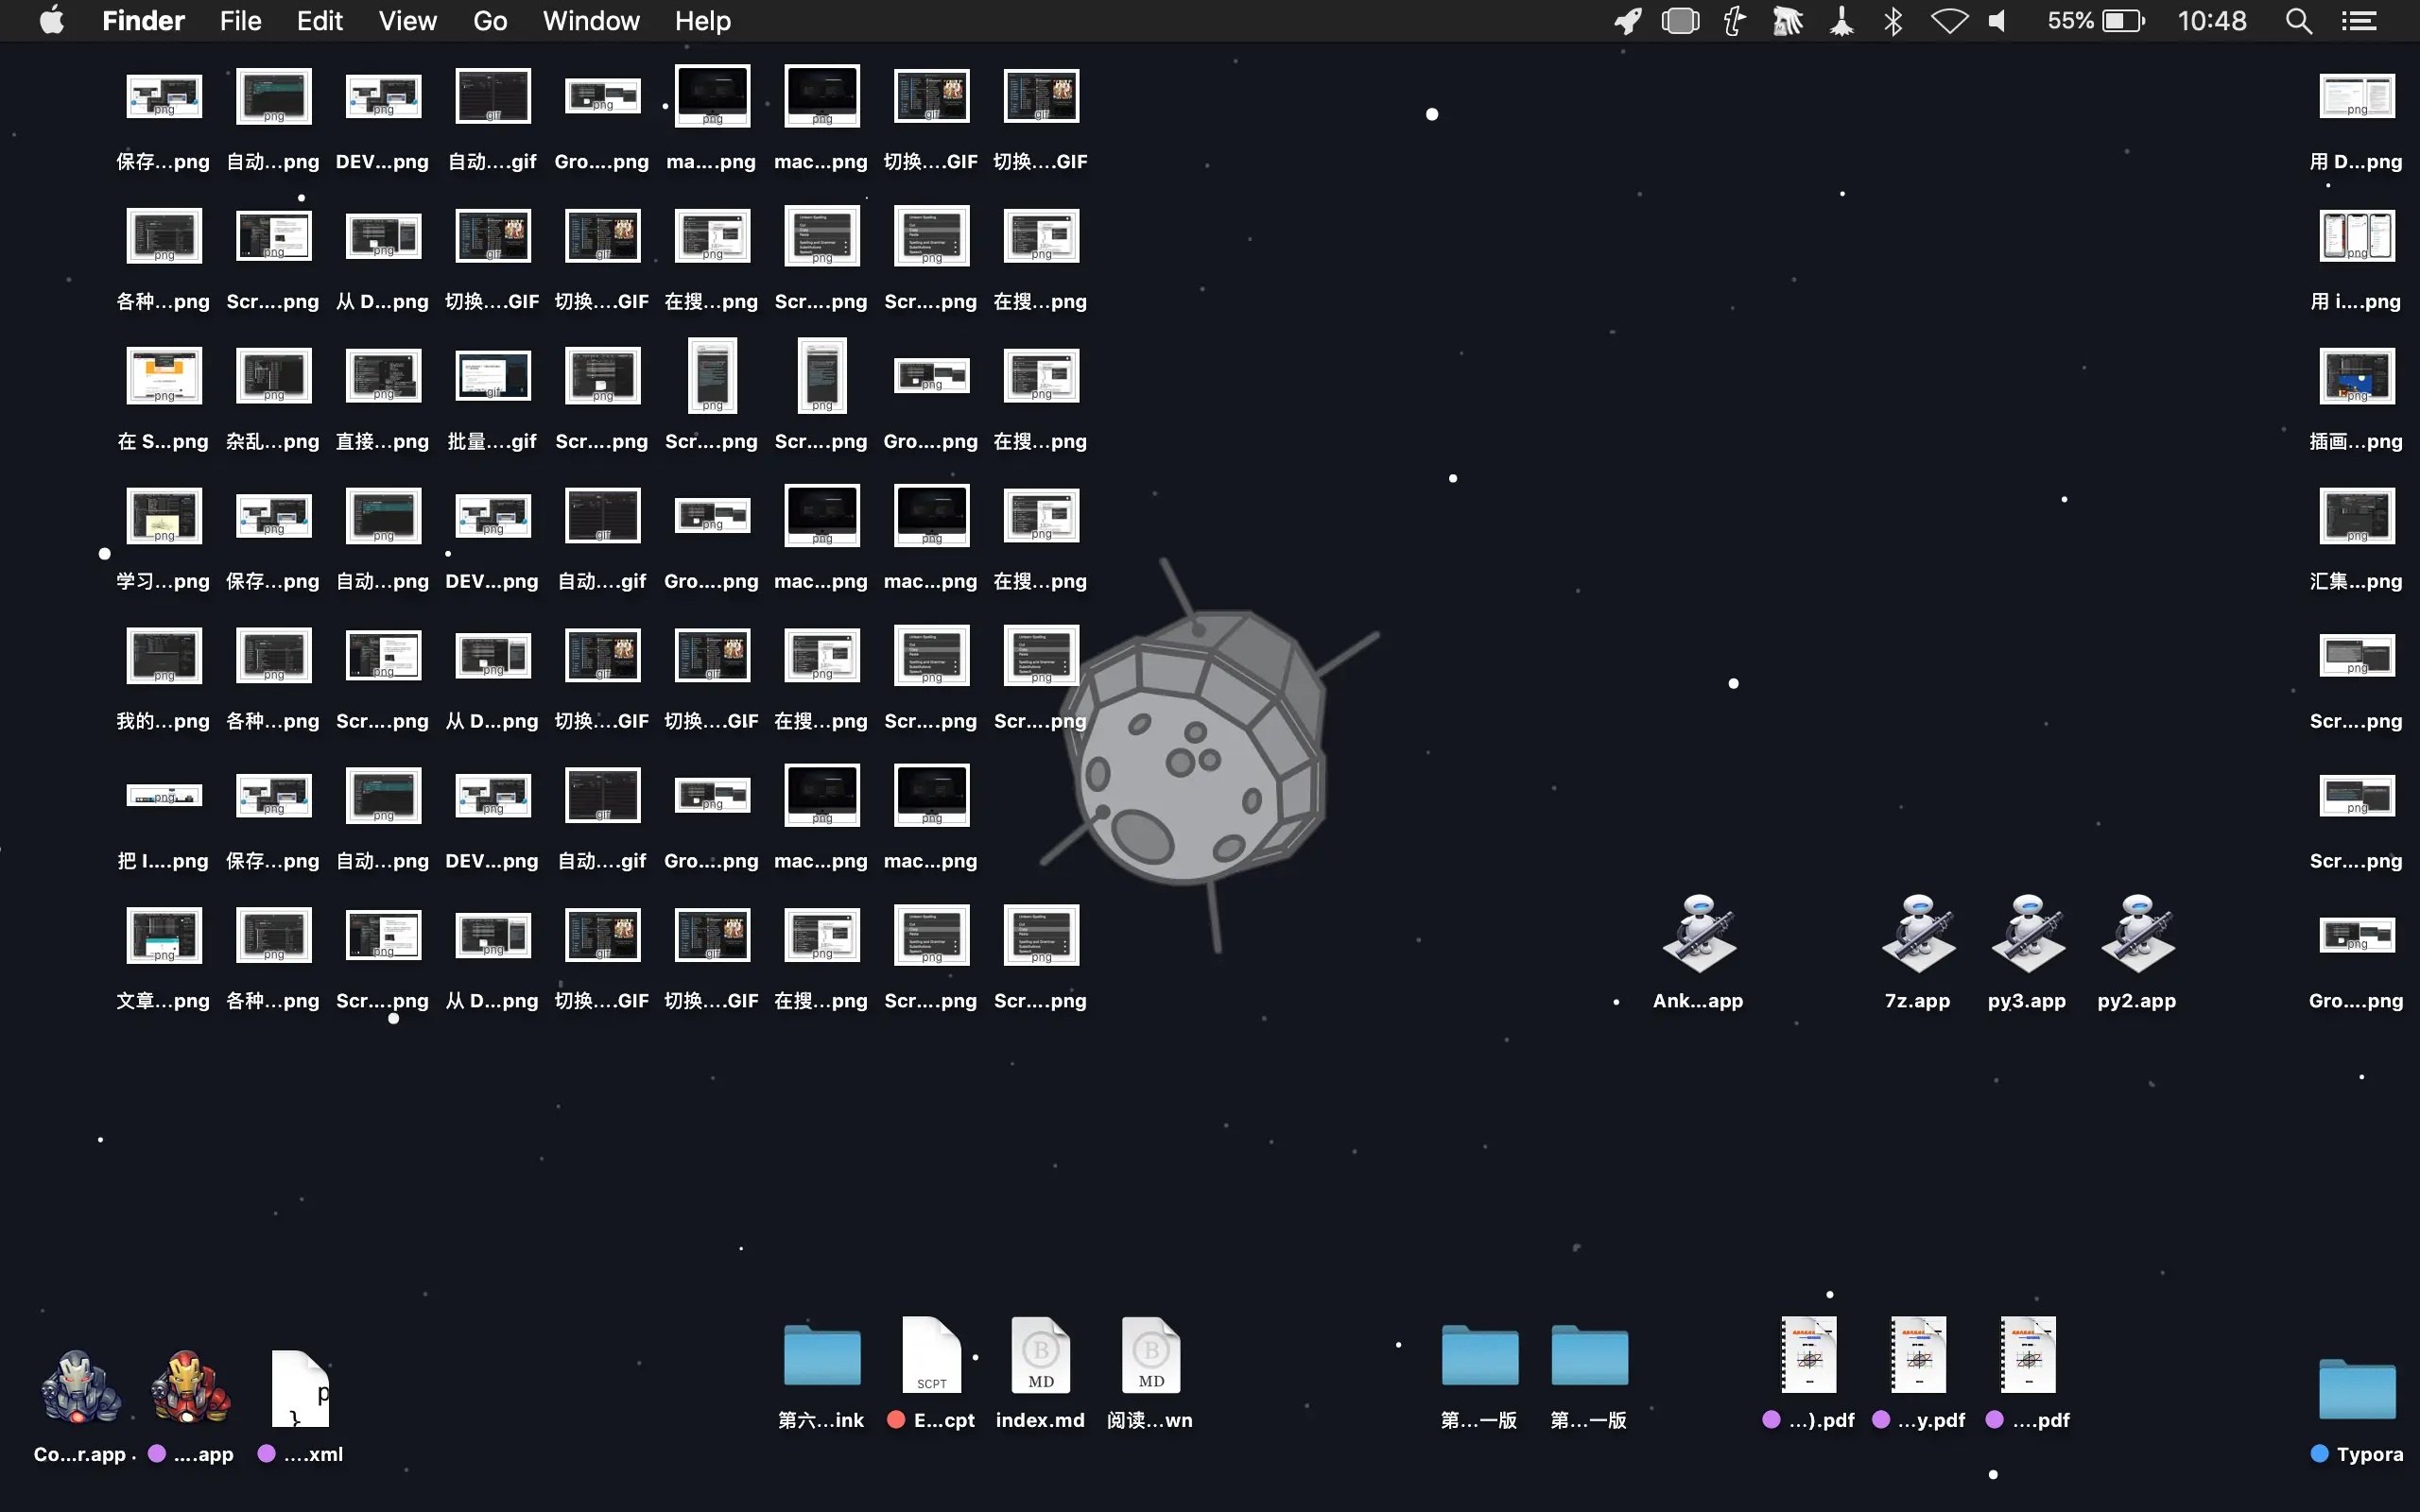 Finder File Edit View Go Window Help 55% 10:48
保存...png 自动...png DEV...png 自动....gif Gro....png ma....png mac...png 切换....GIF 切换....GIF 用 D...png
各种...png Scr....png 从 D...png 切换....GIF 切换....GIF 在搜...png Scr....png Scr....png 在搜...png 用 i....png
在 S...png 杂乱...png 直接...png 批量....gif Scr....png Scr....png Scr....png Gro....png 在搜...png 插画...png
学习...png 保存...png 自动...png DEV...png 自动....gif Gro....png mac...png mac...png 在搜...png 汇集...png
我的...png 各种...png Scr....png 从 D...png 切换....GIF 切换....GIF 在搜...png Scr....png Scr....png Scr....png
把 I....png 保存...png 自动...png DEV...png 自动....gif Gro....png mac...png mac...png Scr....png
文章...png 各种...png Scr....png 从 D...png 切换....GIF 切换....GIF 在搜...png Scr....png Scr....png Ank...app 7z.app py3.app py2.app Gro....png
SCPT MD MD
第六...ink E...cpt index.md 阅读...wn 第...一版 第...一版 ...).pdf ...y.pdf ....pdf
Co...r.app ....app ....xml Typora